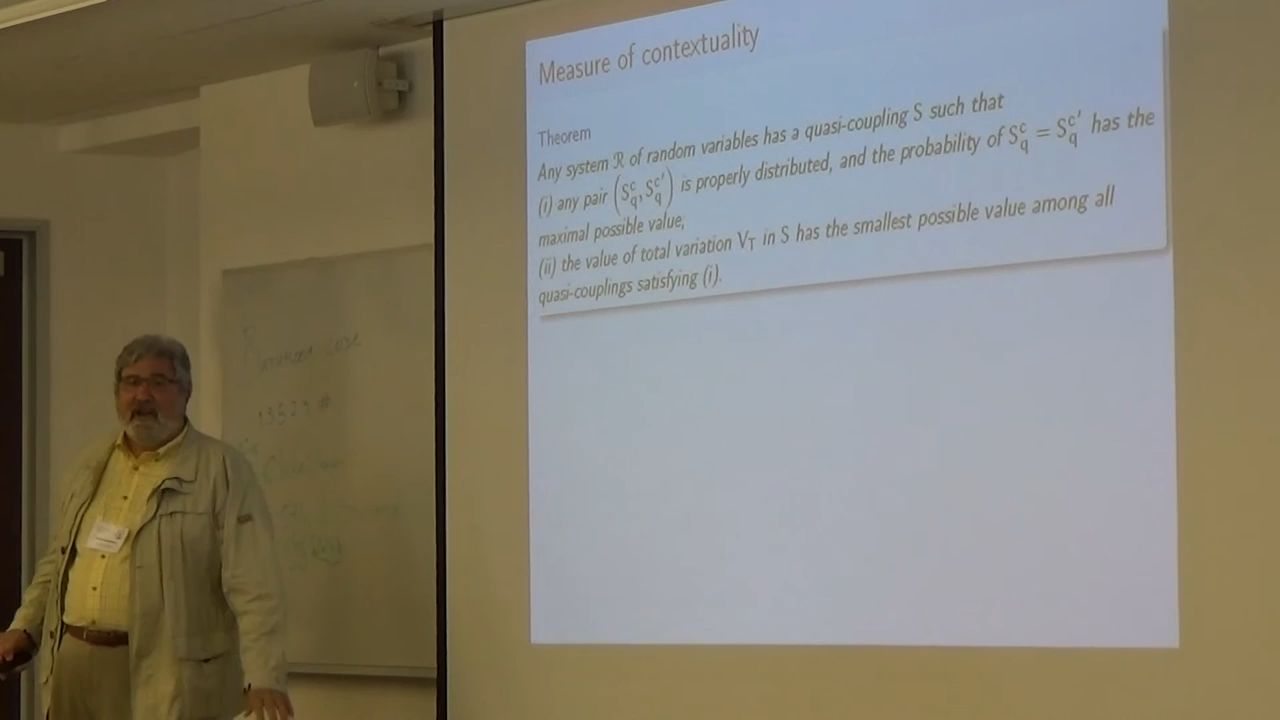 Measure of contextuality
Theorem
Any system ℛ of random variables has a quasi-coupling S such that
(i) any pair (S_q^c, S_q^c′) is properly distributed, and the probability of S_q^c = S_q^c′ has the
maximal possible value;
(ii) the value of total variation V_T in S has the smallest possible value among all
quasi-couplings satisfying (i).
case